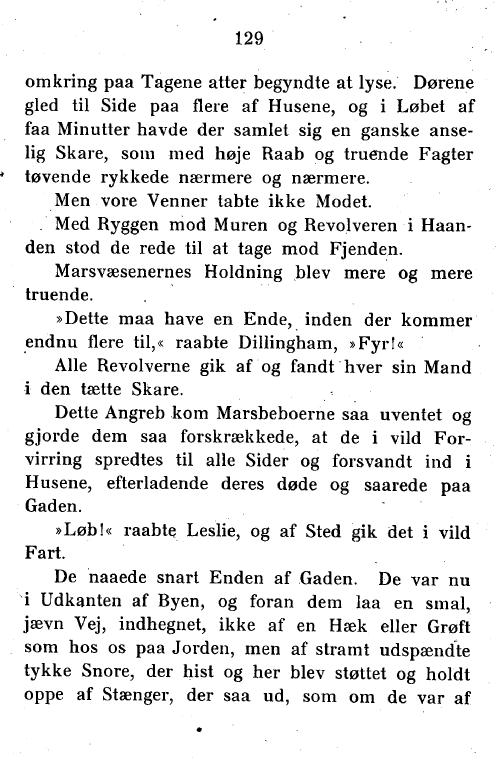 129
omkring paa Tagene atter begyndte at lyse. Dørene
gled til Side paa flere af Husene, og i Løbet af
faa Minutter havde der samlet sig en ganske anse-
lig Skare, som med høje Raab og truende Fagter
tøvende rykkede nærmere og nærmere.
Men vore Venner tabte ikke Modet.
Med Ryggen mod Muren og Revolveren i Haan-
den stod de rede til at tage mod Fjenden.
Marsvæsenernes Holdning blev mere og mere
truende.
»Dette maa have en Ende, inden der kommer
endnu flere til,« raabte Dillingham, »Fyr!«
Alle Revolverne gik af og fandt hver sin Mand
i den tætte Skare.
Dette Angreb kom Marsbeboerne saa uventet og
gjorde dem saa forskrækkede, at de i vild For-
virring spredtes til alle Sider og forsvandt ind i
Husene, efterladende deres døde og saarede paa
Gaden.
»Løb!« raabte Leslie, og af Sted gik det i vild
Fart.
De naaede snart Enden af Gaden. De var nu
i Udkanten af Byen, og foran dem laa en smal,
jævn Vej, indhegnet, ikke af en Hæk eller Grøft
som hos os paa Jorden, men af stramt udspændte
tykke Snore, der hist og her blev støttet og holdt
oppe af Stænger, der saa ud, som om de var af